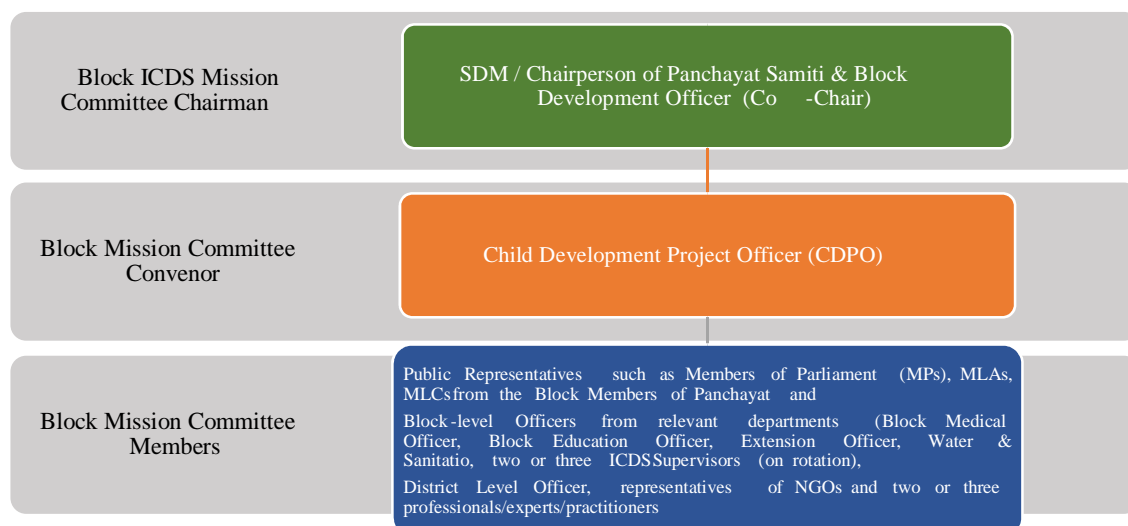 Block ICDS Mission
Committee Chairman
SDM / Chairperson of Panchayat Samiti & Block
Development Officer (Co -Chair)
Block Mission Committee
Convenor
Child Development Project Officer (CDPO)
Block Mission Committee
Members
Public Representatives such as Members of Parliament (MPs), MLAs,
MLCsfrom the Block Members of Panchayat and
Block-level Officers from relevant departments (Block Medical
Officer, Block Education Officer, Extension Officer, Water &
Sanitatio, two or three ICDSSupervisors (on rotation),
District Level Officer, representatives of NGOs and two or three
professionals/experts/practitioners